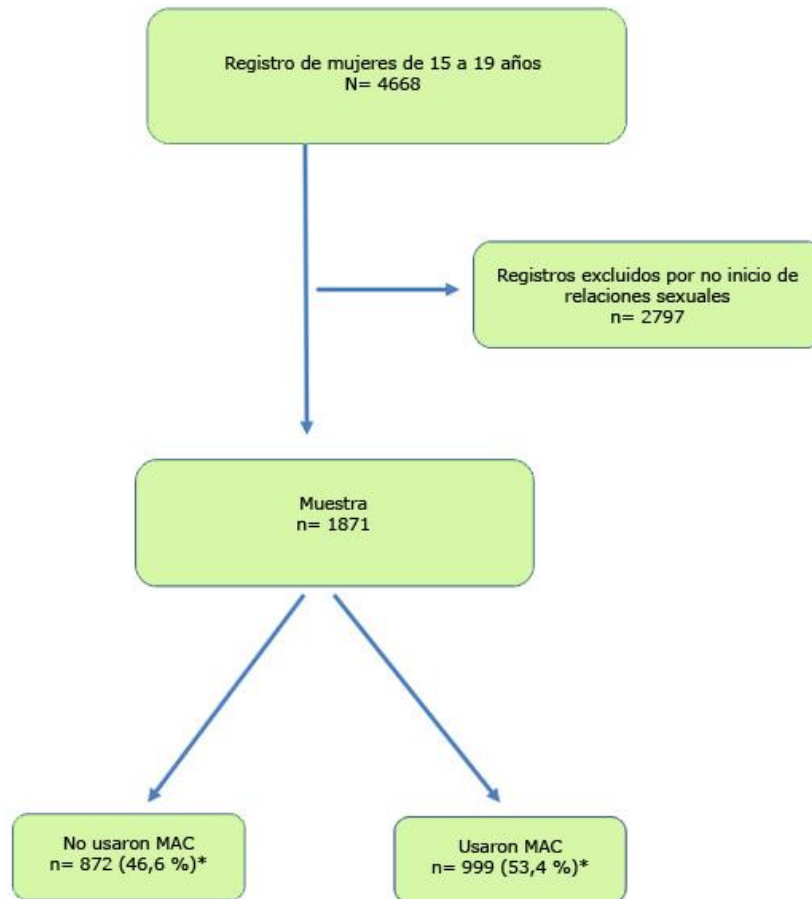 Registro de mujeres de 15 a 19 años
N= 4668
Registros excluidos por no inicio de
relaciones sexuales
n= 2797
Muestra
n= 1871
No usaron MAC
n= 872 (46,6 %)*
Usaron MAC
n= 999 (53,4 %)*